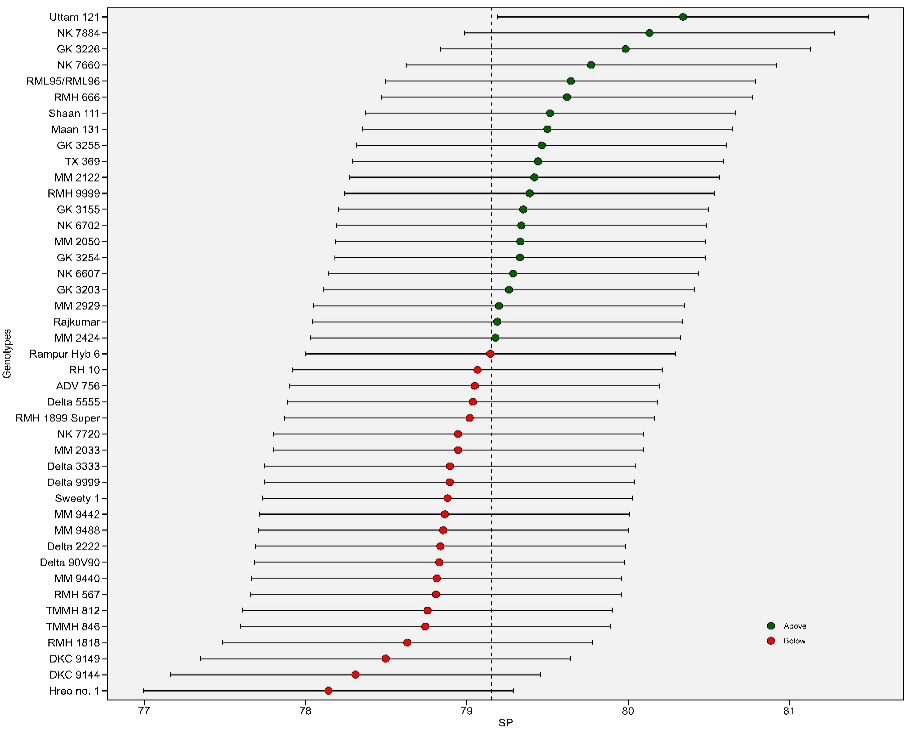 Uttam 121
NK 7884
GK 3226
NK 7660
RML95/RML96
RMH 666
Shaan 111
Maan 131
GK 3255
TX 369
MM 2122
RMH 9999
GK 3155
NK 6702
MM 2050
GK 3254
NK 6607
GK 3203
MM 2929
Rajkumar
MM 2424
Rampur Hyb 6
RH 10
ADV 756
Delta 5555
RMH 1899 Super
NK 7720
MM 2033
Delta 3333
Delta 9999
Sweety 1
MM 9442
MM 9488
Delta 2222
Delta 90V90
MM 9440
RMH 567
TMMH 812
TMMH 846
RMH 1818
DKC 9149
DKC 9144
Hreo no. 1
Genotypes
Above
Below
77 78 79 80 81
SP